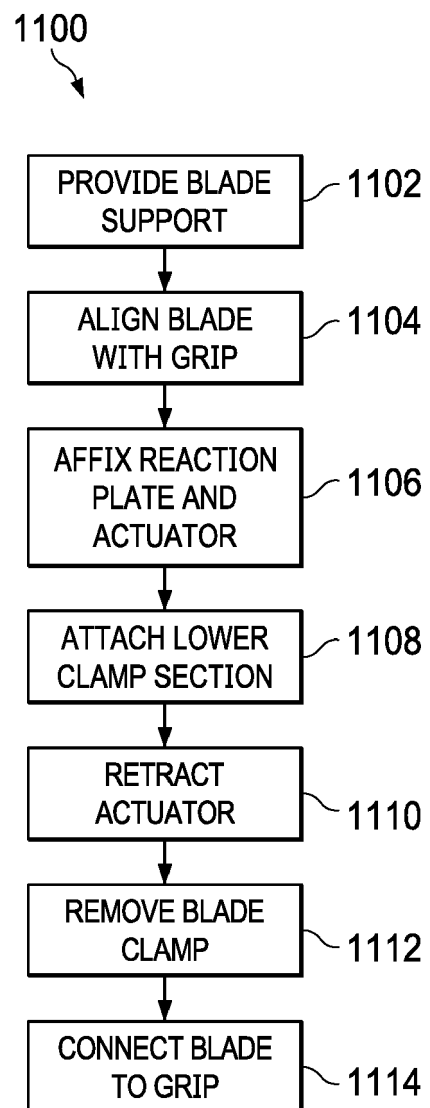 1100
PROVIDE BLADE
SUPPORT
1102
ALIGN BLADE
WITH GRIP
1104
AFFIX REACTION
PLATE AND
ACTUATOR
1106
ATTACH LOWER
CLAMP SECTION
1108
RETRACT
ACTUATOR
1110
REMOVE BLADE
CLAMP
1112
CONNECT BLADE
TO GRIP
1114